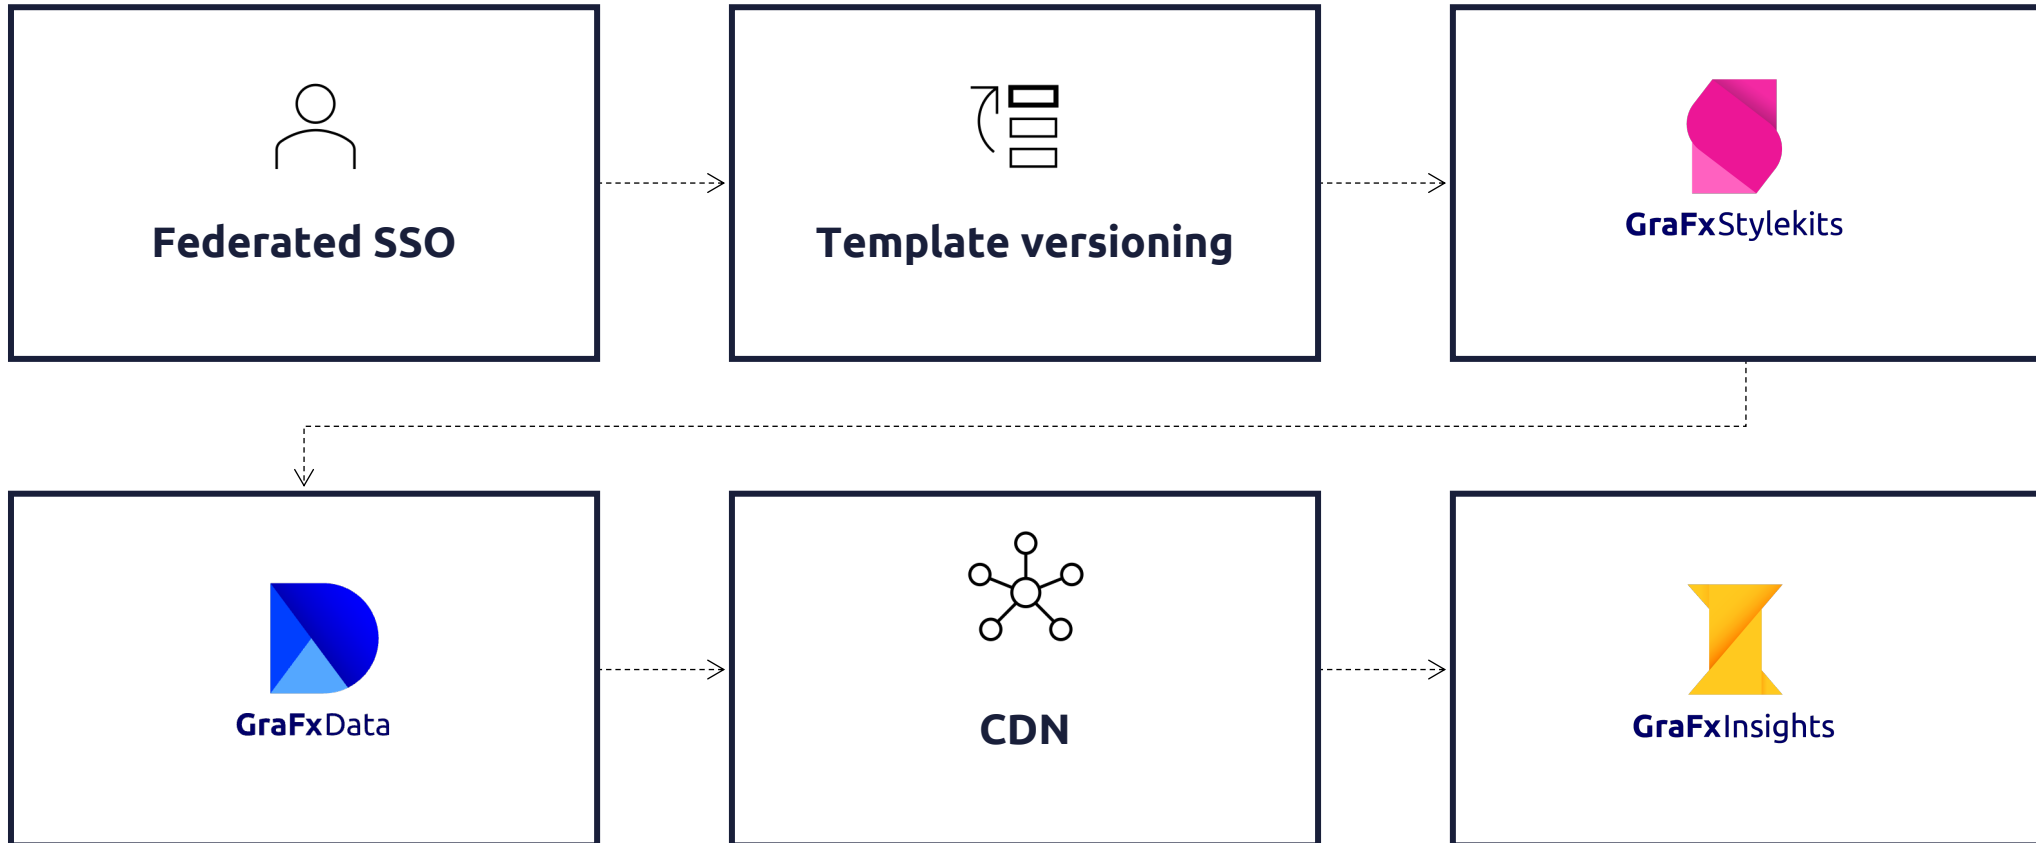 Federated SSO
Template versioning
GraFxStylekits
GraFxData
CDN
GraFxInsights